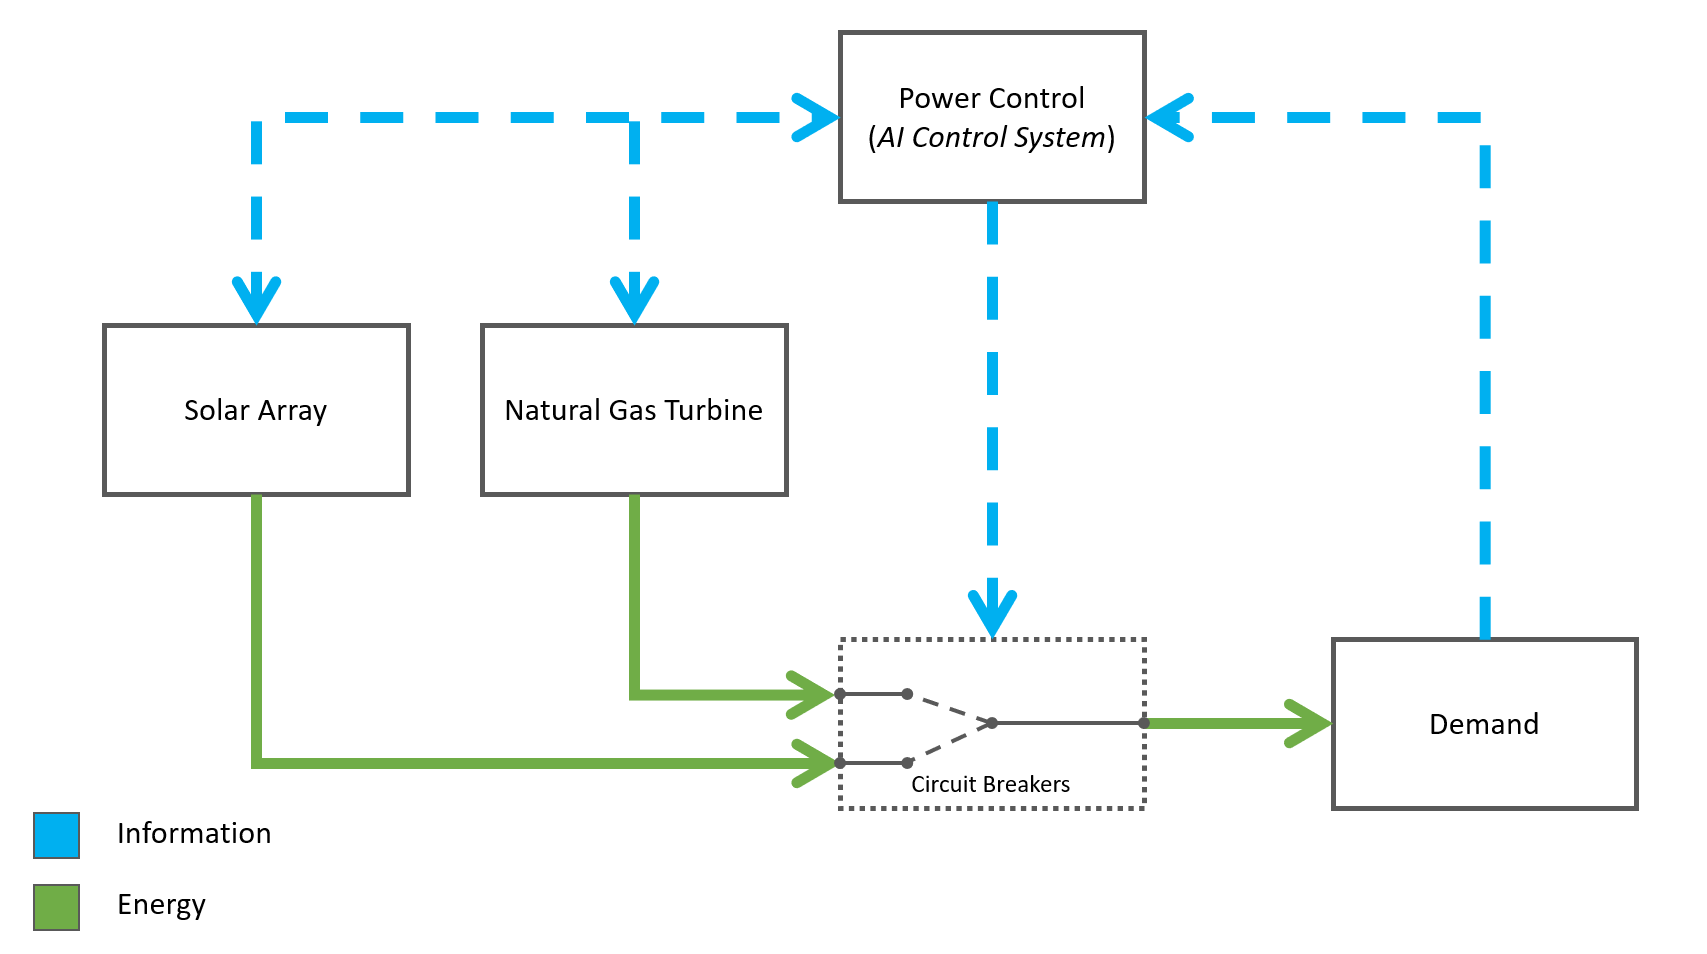 Power Control
(AI Control System)
Solar Array
Natural Gas Turbine
Demand
Circuit Breakers
Information
Energy